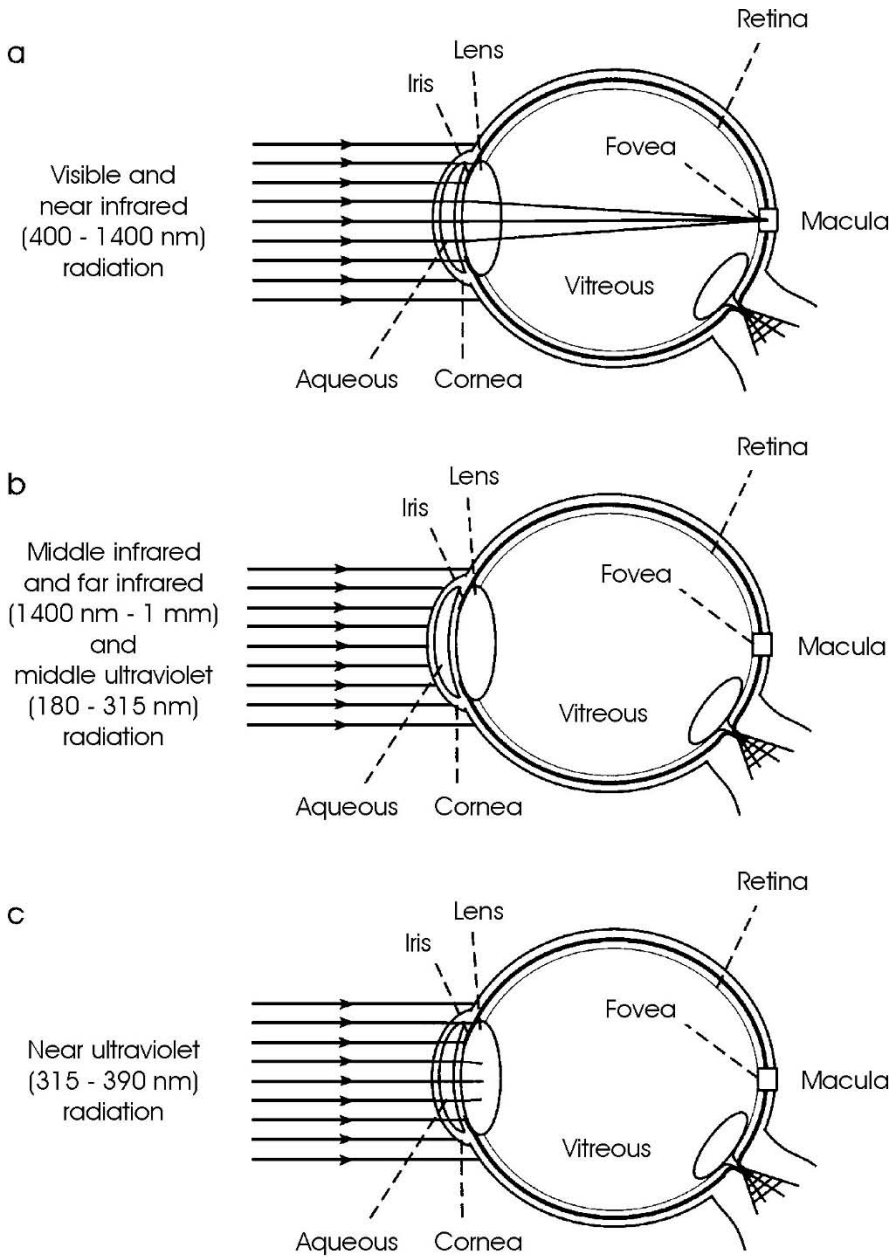 a
Retina
Lens
Iris
Fovea
Visible and
near infrared
(400 - 1400 nm)
radiation
Macula
Vitreous
Aqueous
Cornea
b
Retina
Lens
Iris
Middle infrared
and far infrared
(1400 nm - 1 mm)
and
middle ultraviolet
(180 - 315 nm)
radiation
Fovea
Macula
Vitreous
Aqueous
Cornea
c
Retina
Lens
Iris
Fovea
Near ultraviolet
(315 - 390 nm)
radiation
Macula
Vitreous
Aqueous
Cornea